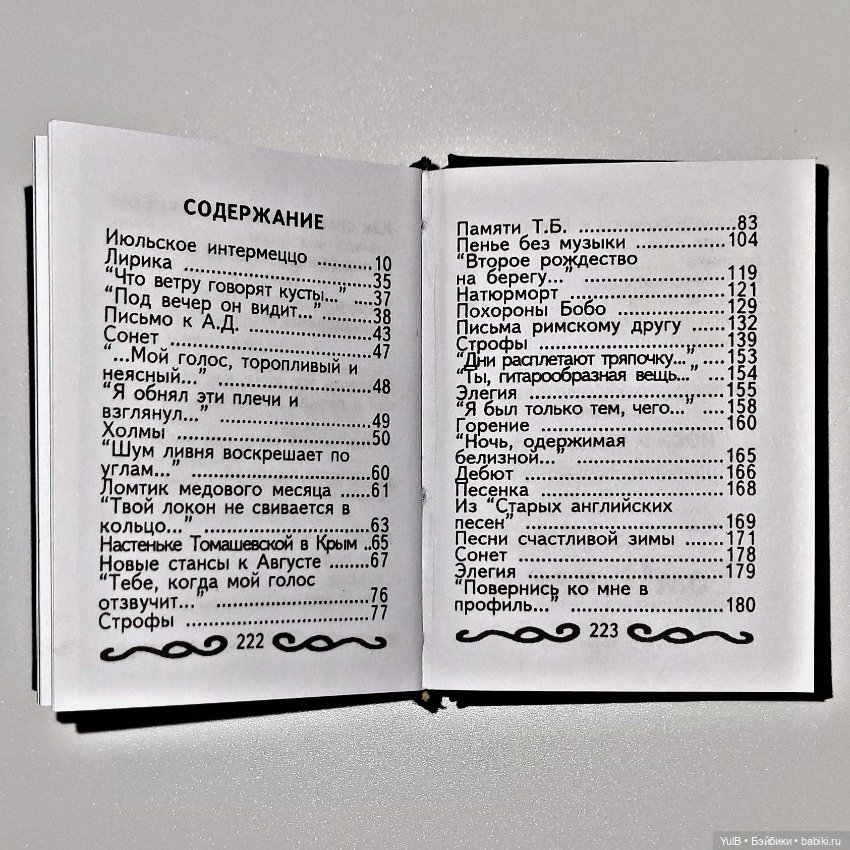 СОДЕРЖАНИЕ
Июльское интермеццо ..........10
Лирика ..............................35
“Что ветру говорят кусты...” ....37
“Под вечер он видит...”.........38
Письмо к А.Д. ....................43
Сонет ...............................47
“...Мой голос, торопливый и
неясный...” .........................48
“Я обнял эти плечи и
взглянул...” .........................49
Холмы ...............................50
“Шум ливня воскрешает по
углам...” ............................60
Ломтик медового месяца ......61
“Твой локон не свивается в
кольцо...” ..........................63
Настеньке Томашевской в Крым ..65
Новые стансы к Августе .......67
“Тебе, когда мой голос
отзвучит...” ........................76
Строфы ............................77
222
Памяти Т.Б. ........................83
Пенье без музыки ...............104
“Второе рождество
на берегу...” .......................119
Натюрморт .........................121
Похороны Бобо ...................129
Письма римскому другу .......132
Строфы .............................139
“Дни расплетают тряпочку...” ....153
“Ты, гитарообразная вещь...” ....154
Элегия ..............................155
“Я был только тем, чего...” ....158
Горение ............................160
“Ночь, одержимая
белизной...” .......................165
Дебют ...............................166
Песенка ............................168
Из “Старых английских
песен” ...............................169
Песни счастливой зимы ........171
Сонет ...............................178
Элегия ..............................179
“Повернись ко мне в
профиль...” ........................180
223
YulB • Бэйбики • babiki.ru